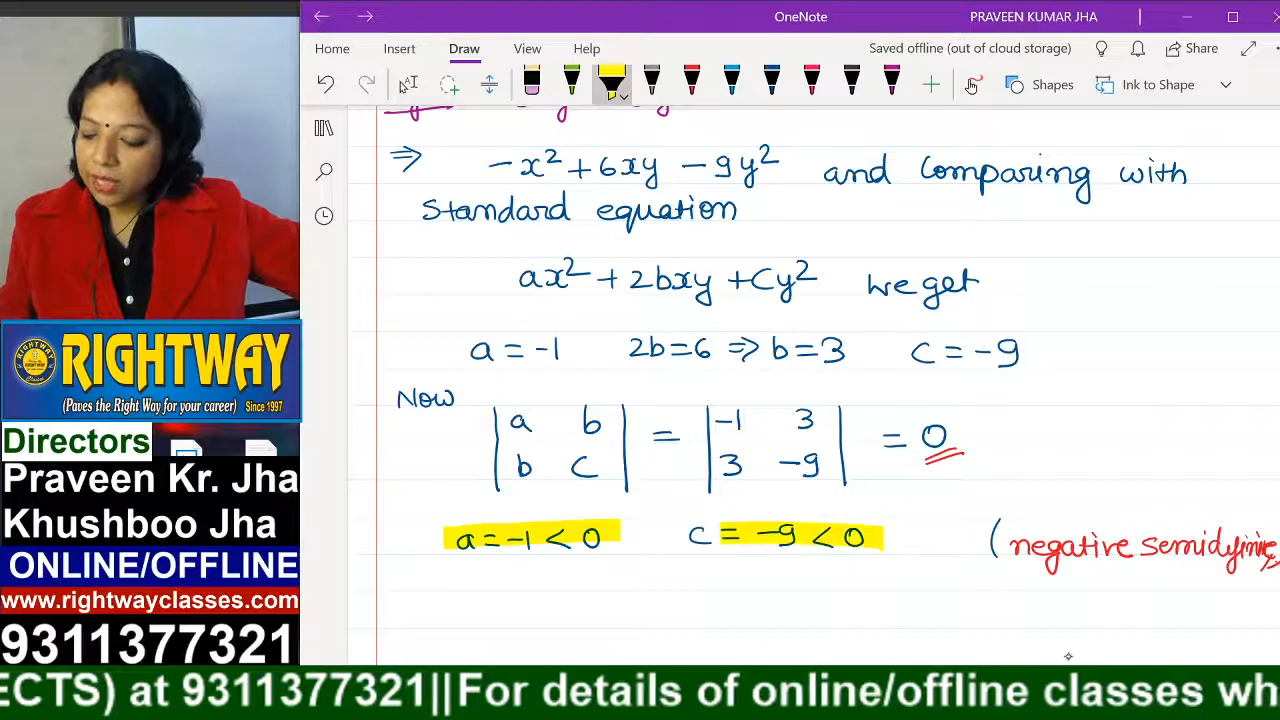 OneNote
PRAVEEN KUMAR JHA
Home Insert Draw View Help
Saved offline (out of cloud storage)
Share
Shapes
Ink to Shape
⇒ -x² + 6xy - 9y² and comparing with
standard equation
ax² + 2bxy + cy² we get
a = -1 2b = 6 ⇒ b = 3 c = -9
Now
| a b | = | -1 3 | = 0
| b c | | 3 -9 |
a = -1 < 0 c = -9 < 0 (negative
RIGHTWAY
(Paves the Right Way for your career) Since 1997
Directors
Praveen Kr. Jha
Khushboo Jha
ONLINE/OFFLINE
www.rightwayclasses.com
9311377321
ECTS) at 9311377321||For details of online/offline classes wh